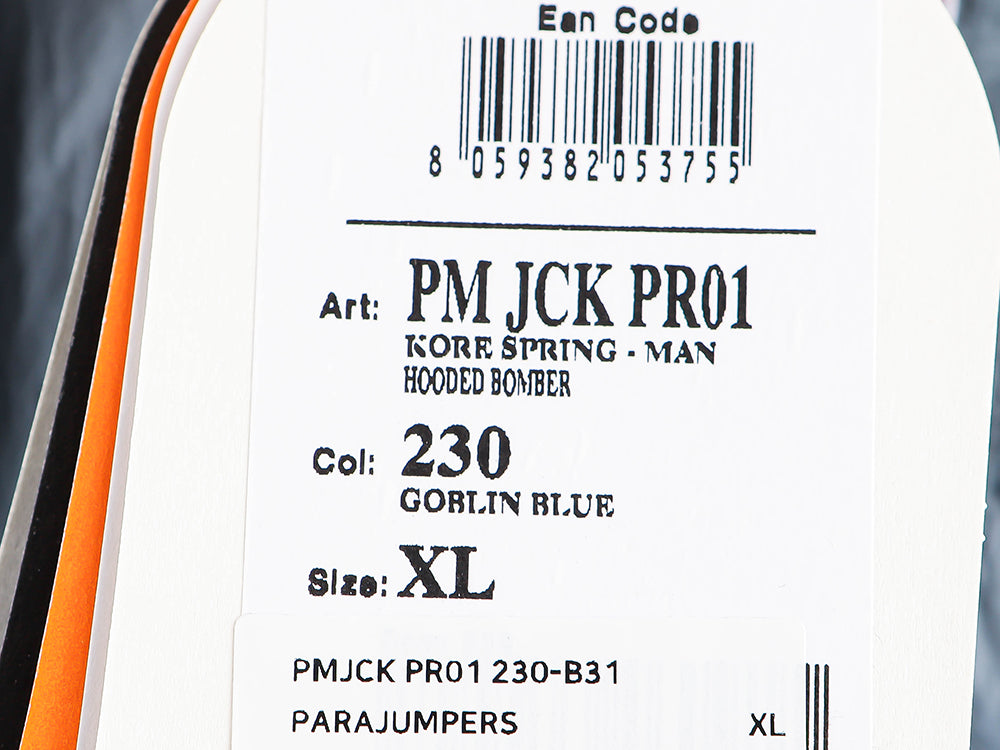 Ean Code
8 059382 053755
Art: PM JCK PR01
KORE SPRING - MAN
HOODED BOMBER
Col: 230
GOBLIN BLUE
Size: XL
PMJCK PR01 230-B31
PARAJUMPERS XL